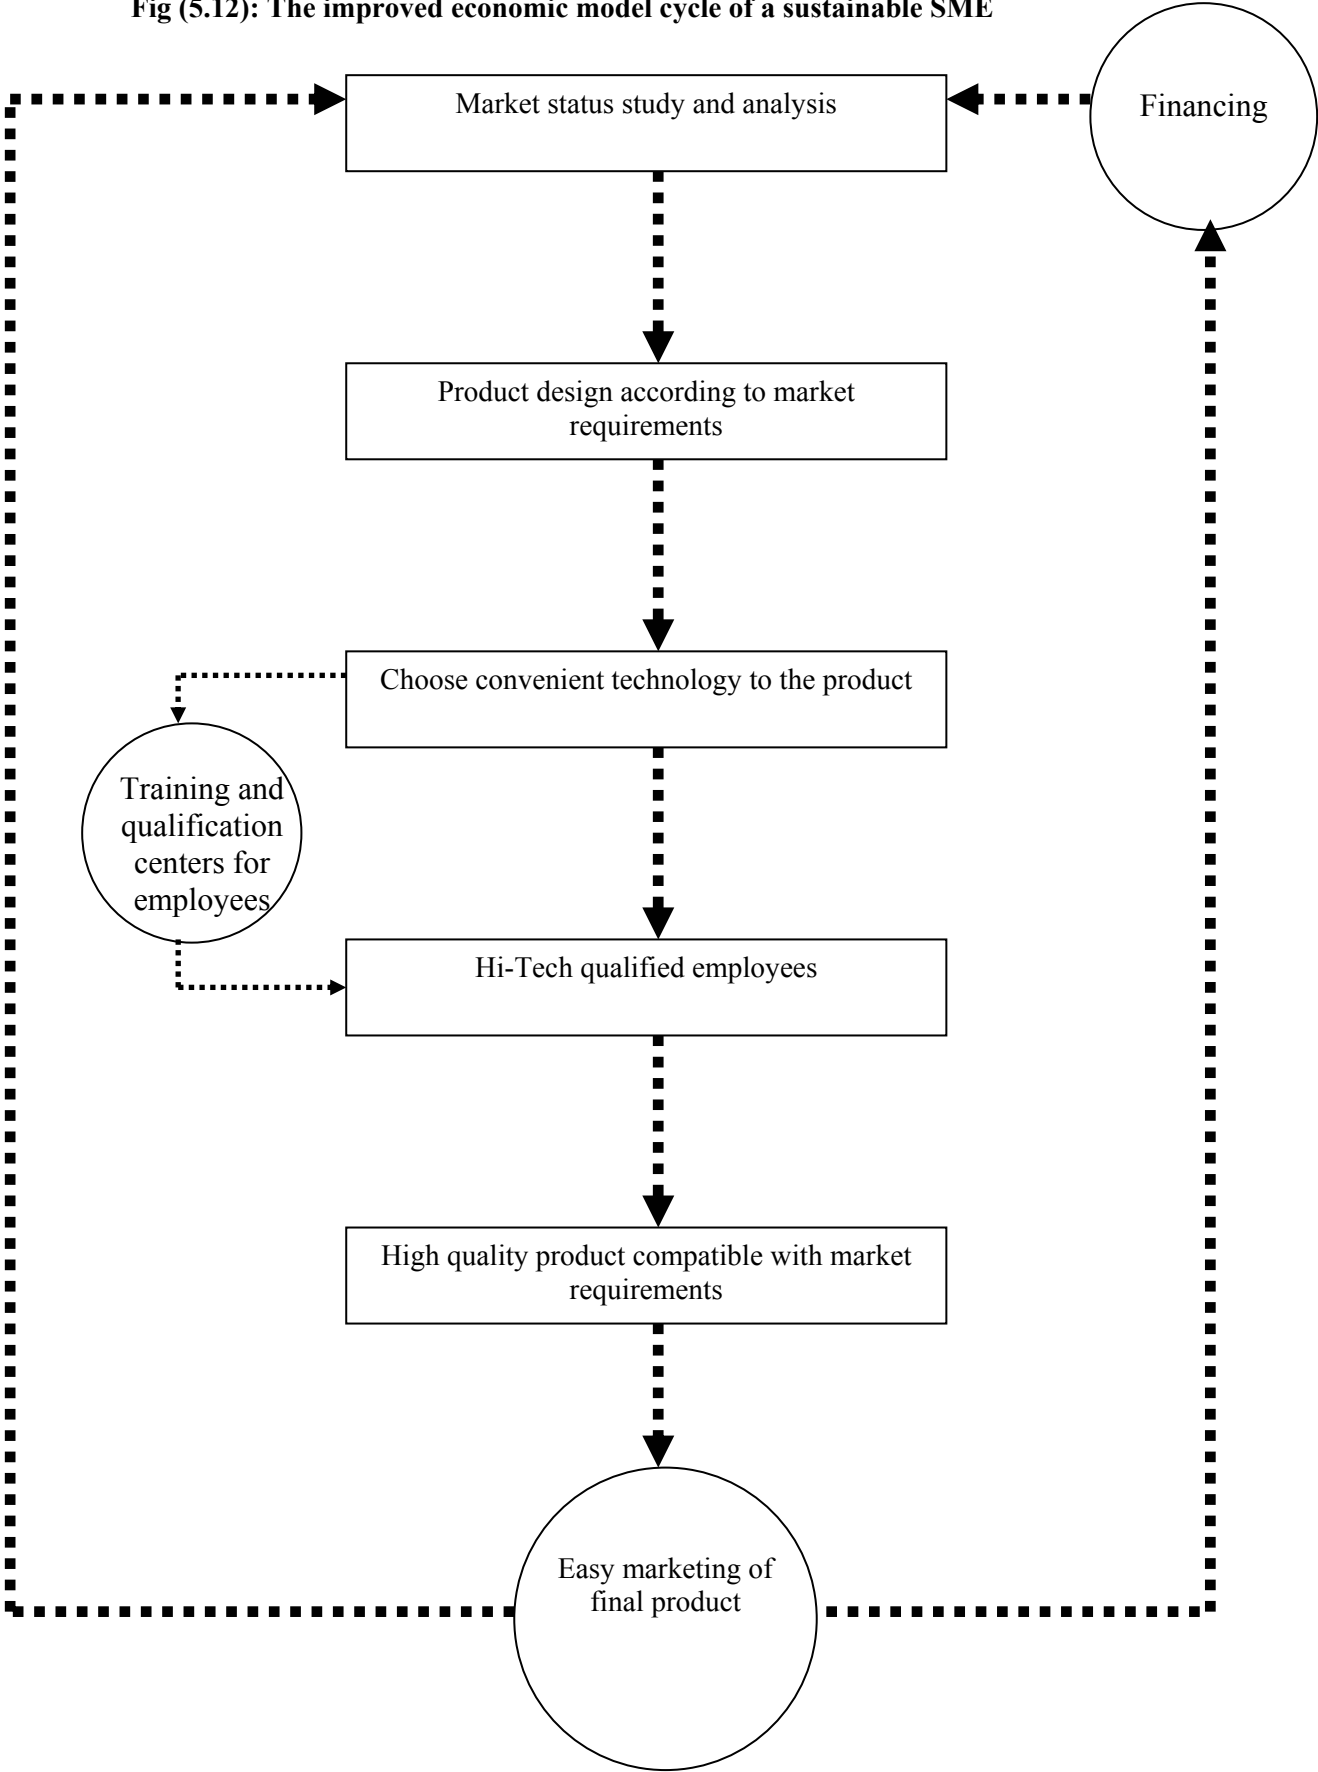 Fig (5.12): The improved economic model cycle of a sustainable SME
Market status study and analysis
Financing
Product design according to market
requirements
Choose convenient technology to the product
Training and
qualification
centers for
employees
Hi-Tech qualified employees
High quality product compatible with market
requirements
Easy marketing of
final product